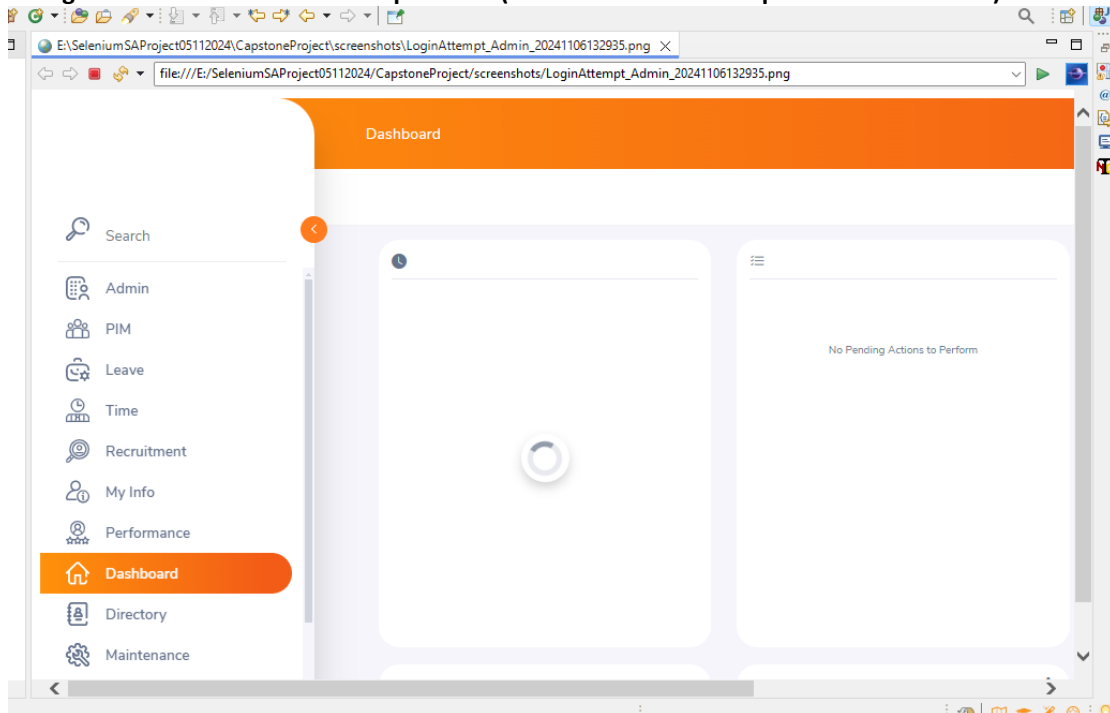 E:\SeleniumSAProject05112024\CapstoneProject\screenshots\LoginAttempt_Admin_20241106132935.png
file:///E:/SeleniumSAProject05112024/CapstoneProject/screenshots/LoginAttempt_Admin_20241106132935.png
Dashboard
Search
Admin
PIM
Leave
Time
Recruitment
My Info
Performance
Dashboard
Directory
Maintenance
No Pending Actions to Perform